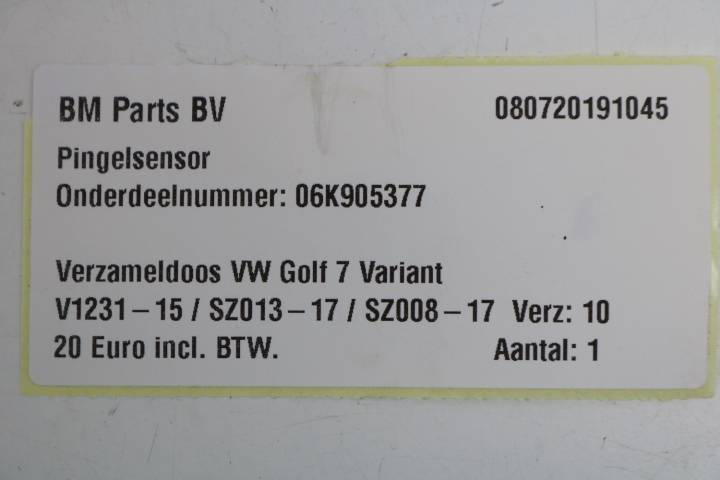 BM Parts BV 080720191045
Pingelsensor
Onderdeelnummer: 06K905377
Verzameldoos VW Golf 7 Variant
V1231 – 15 / SZ013 – 17 / SZ008 – 17 Verz: 10
20 Euro incl. BTW. Aantal: 1